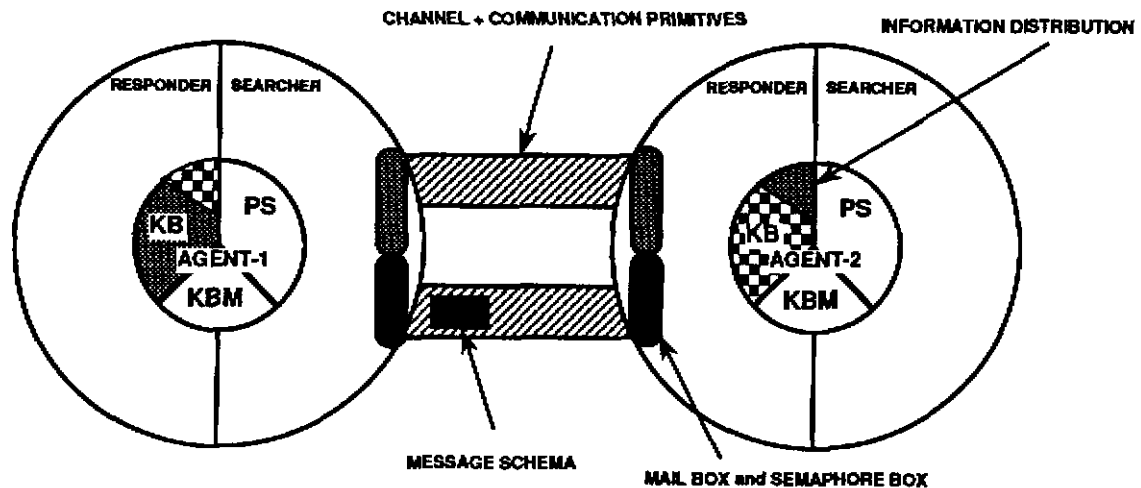 CHANNEL + COMMUNICATION PRIMITIVES
INFORMATION DISTRIBUTION
RESPONDER SEARCHER
RESPONDER SEARCHER
KB PS
AGENT-1
KBM
KB PS
AGENT-2
KBM
MESSAGE SCHEMA
MAIL BOX and SEMAPHORE BOX